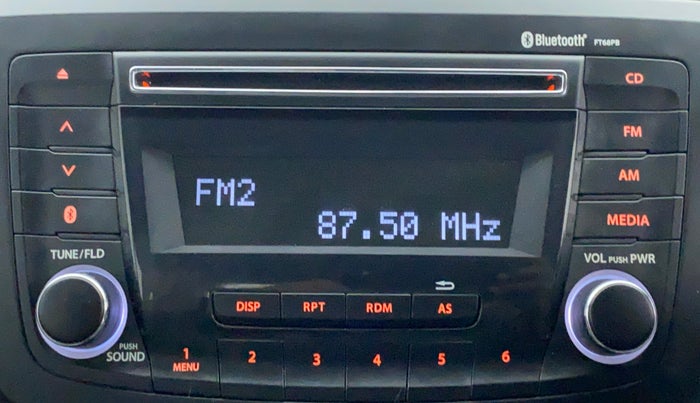 Bluetooth FT68PB
CD
FM
AM
MEDIA
FM2
87.50 MHz
TUNE/FLD
VOL PUSH PWR
DISP RPT RDM AS
PUSH
SOUND
1 2 3 4 5 6
MENU